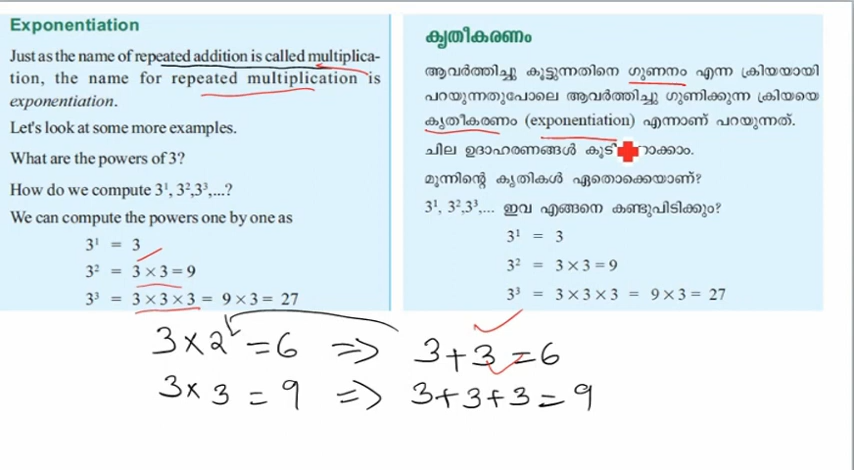 Exponentiation
Just as the name of repeated addition is called multiplica-
tion, the name for repeated multiplication is
exponentiation.
Let's look at some more examples.
What are the powers of 3?
How do we compute 3¹, 3²,3³,...?
We can compute the powers one by one as
3¹ = 3
3² = 3 × 3 = 9
3³ = 3 × 3 × 3 = 9 × 3 = 27
കൃതീകരണം
ആവർത്തിച്ചു കൂട്ടുന്നതിനെ ഗുണനം എന്ന ക്രിയയായി
പറയുന്നതുപോലെ ആവർത്തിച്ചു ഗുണിക്കുന്ന ക്രിയയെ
കൃതീകരണം (exponentiation) എന്നാണ് പറയുന്നത്.
ചില ഉദാഹരണങ്ങൾ കൂടി
മൂന്നിന്റെ കൃതികൾ ഏതൊക്കെയാണ്?
3¹, 3²,3³,... ഇവ എങ്ങനെ കണ്ടുപിടിക്കും?
3¹ = 3
3² = 3 × 3 = 9
3³ = 3 × 3 × 3 = 9 × 3 = 27
3 × 2 = 6 ⇒ 3 + 3 = 6
3 × 3 = 9 ⇒ 3 + 3 + 3 = 9